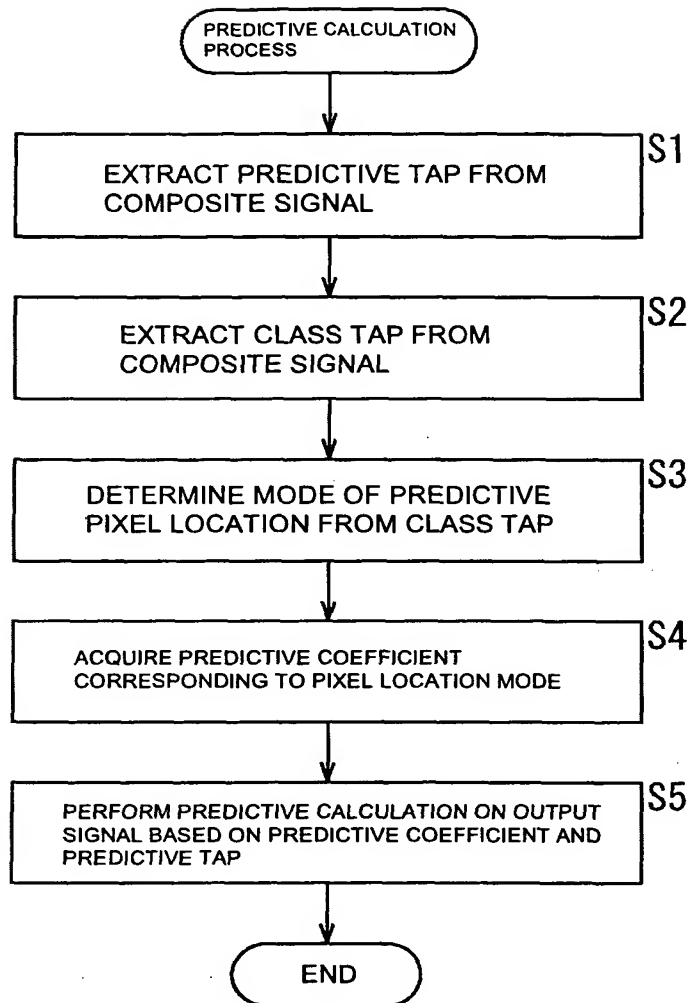 PREDICTIVE CALCULATION
PROCESS
S1
EXTRACT PREDICTIVE TAP FROM
COMPOSITE SIGNAL
S2
EXTRACT CLASS TAP FROM
COMPOSITE SIGNAL
S3
DETERMINE MODE OF PREDICTIVE
PIXEL LOCATION FROM CLASS TAP
S4
ACQUIRE PREDICTIVE COEFFICIENT
CORRESPONDING TO PIXEL LOCATION MODE
S5
PERFORM PREDICTIVE CALCULATION ON OUTPUT
SIGNAL BASED ON PREDICTIVE COEFFICIENT AND
PREDICTIVE TAP
END